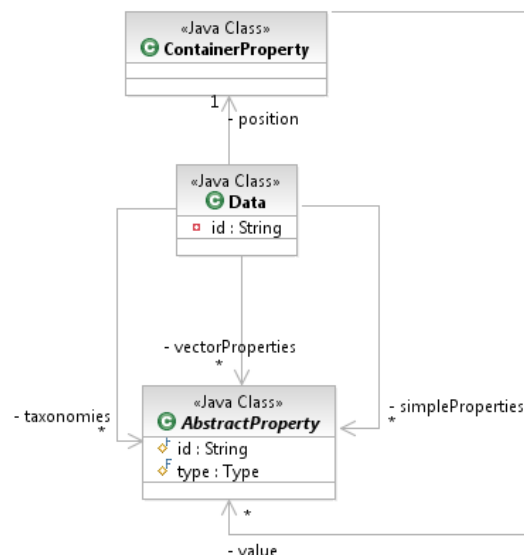 «Java Class»
C ContainerProperty
1
- position
«Java Class»
C Data
id : String
- vectorProperties
*
- taxonomies
*
- simpleProperties
*
«Java Class»
C AbstractProperty
F id : String
F type : Type
*
- value